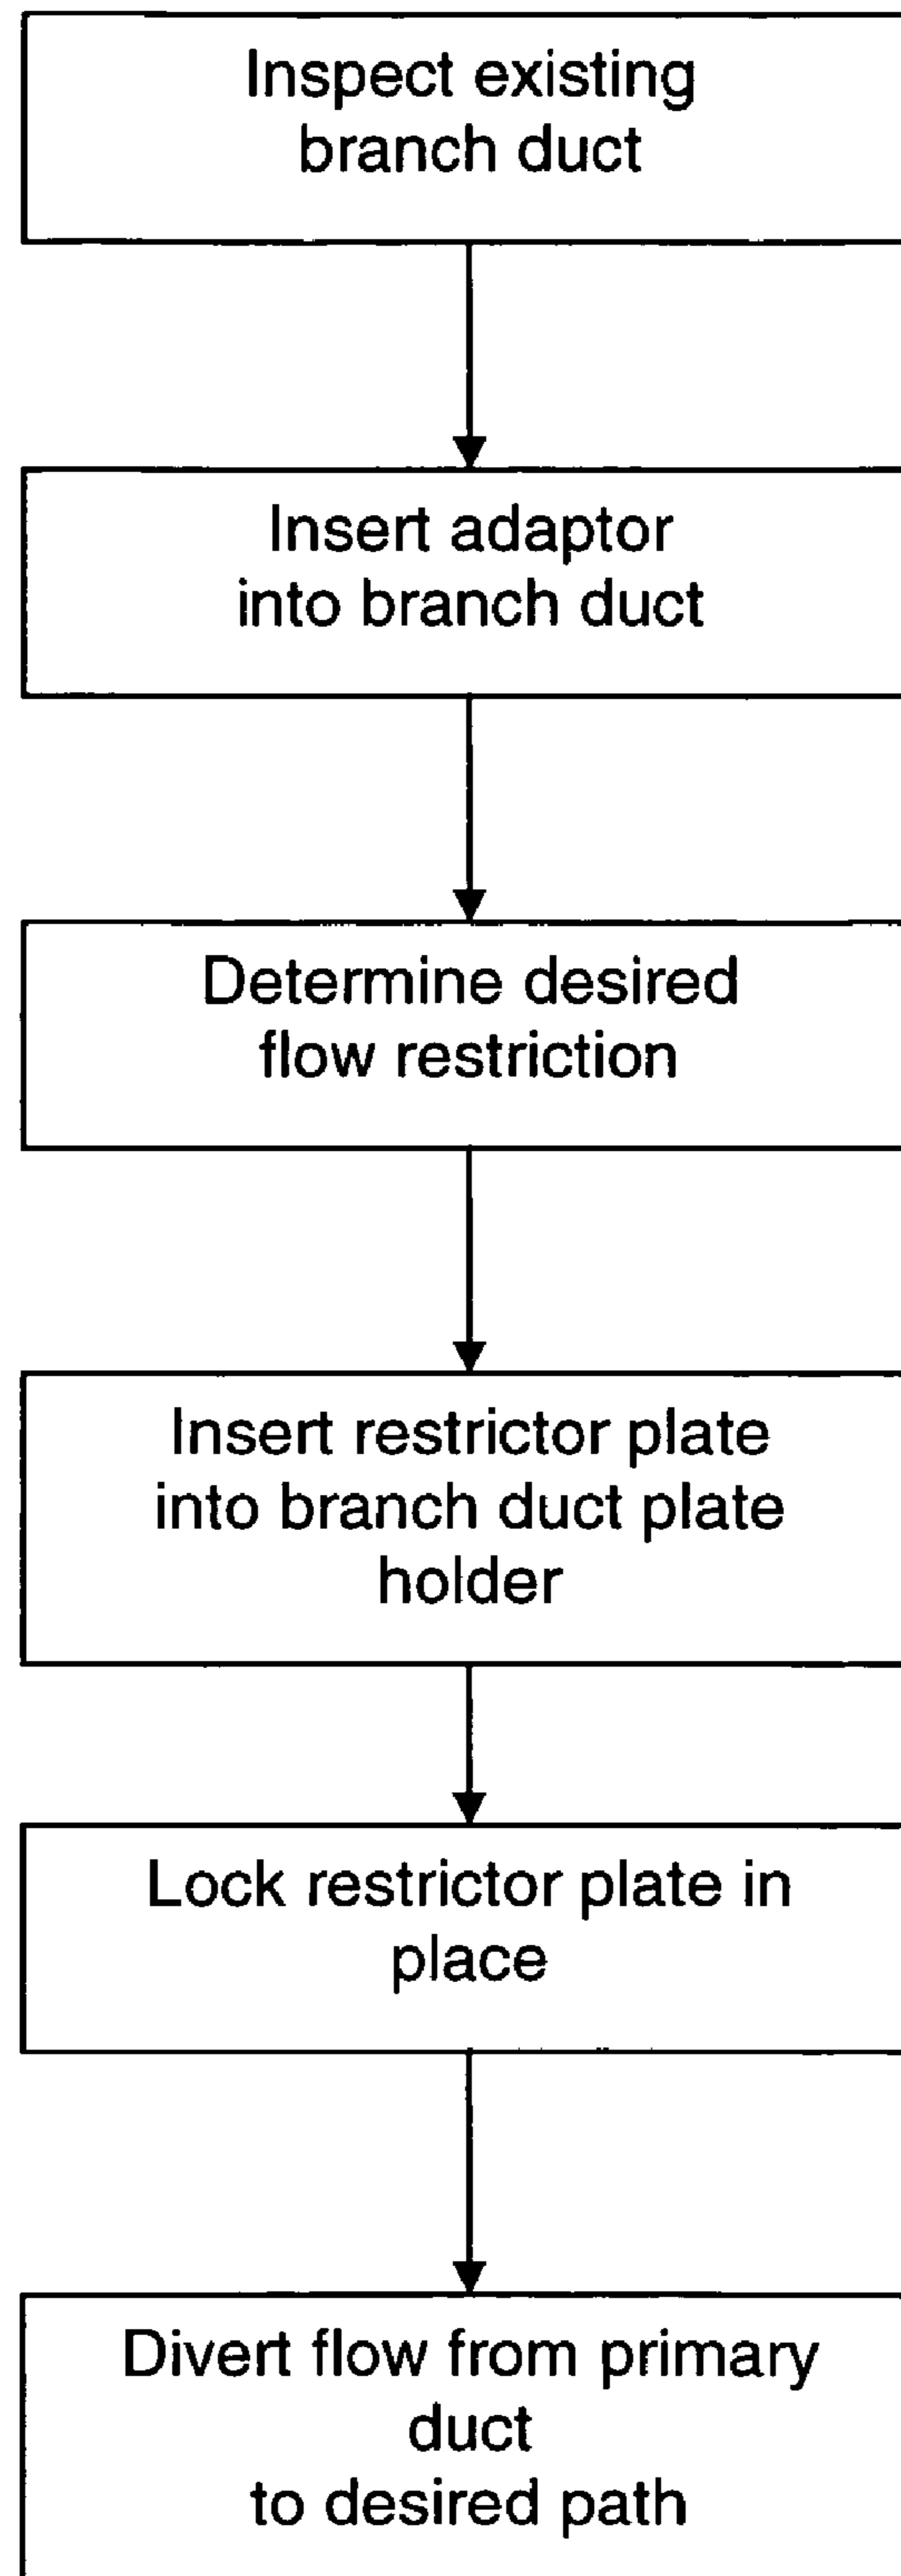 Inspect existing
branch duct
Insert adaptor
into branch duct
Determine desired
flow restriction
Insert restrictor plate
into branch duct plate
holder
Lock restrictor plate in
place
Divert flow from primary
duct
to desired path